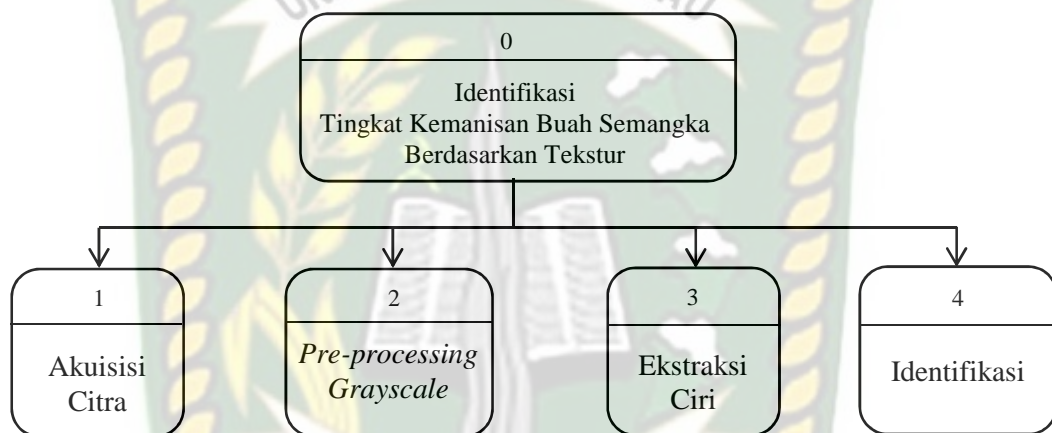 0
Identifikasi
Tingkat Kemanisan Buah Semangka
Berdasarkan Tekstur
1
Akuisisi
Citra
2
Pre-processing
Grayscale
3
Ekstraksi
Ciri
4
Identifikasi